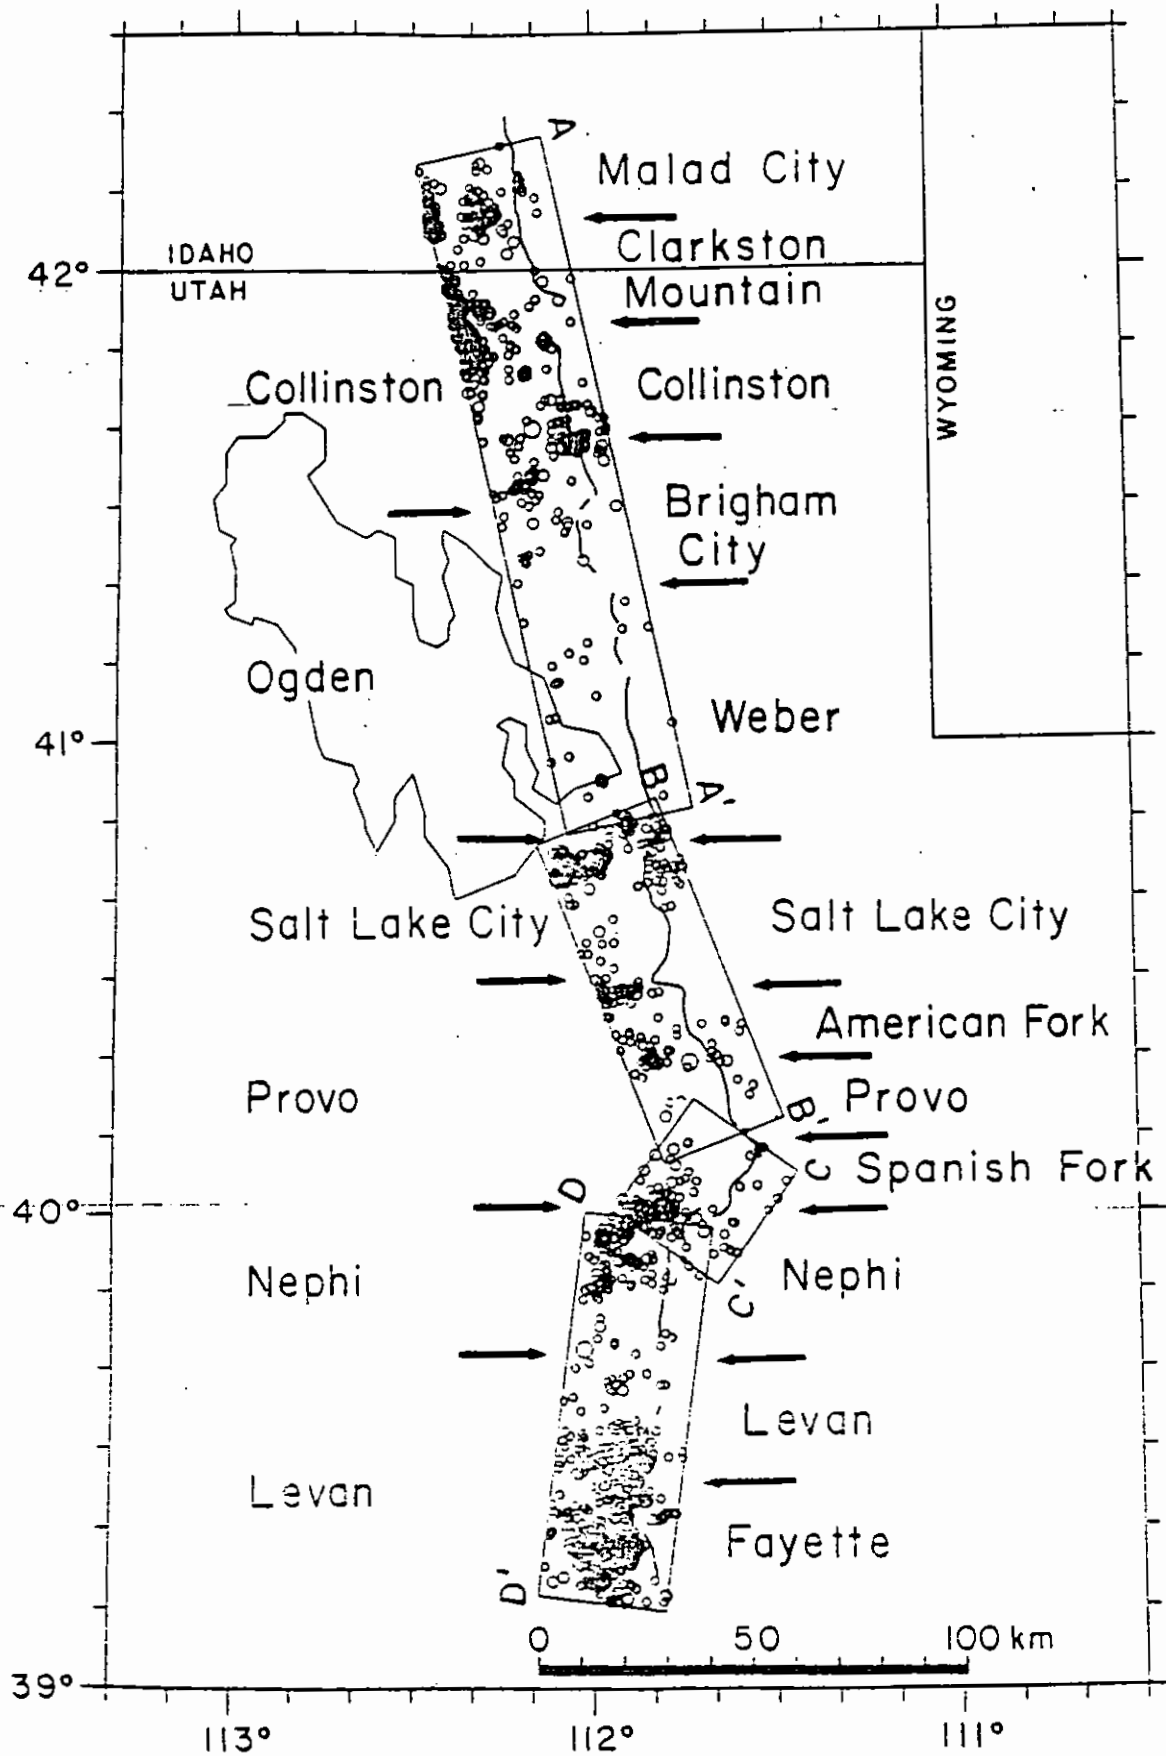 A
Malad City
IDAHO
42°
UTAH
Clarkston
Mountain
WYOMING
Collinston
Collinston
Brigham
City
Ogden
Weber
41°
B
A'
Salt Lake City
Salt Lake City
American Fork
Provo
B'
Provo
C
Spanish Fork
D
40°
Nephi
Nephi
C'
Levan
Levan
Fayette
D'
0 50 100 km
39°
113° 112° 111°